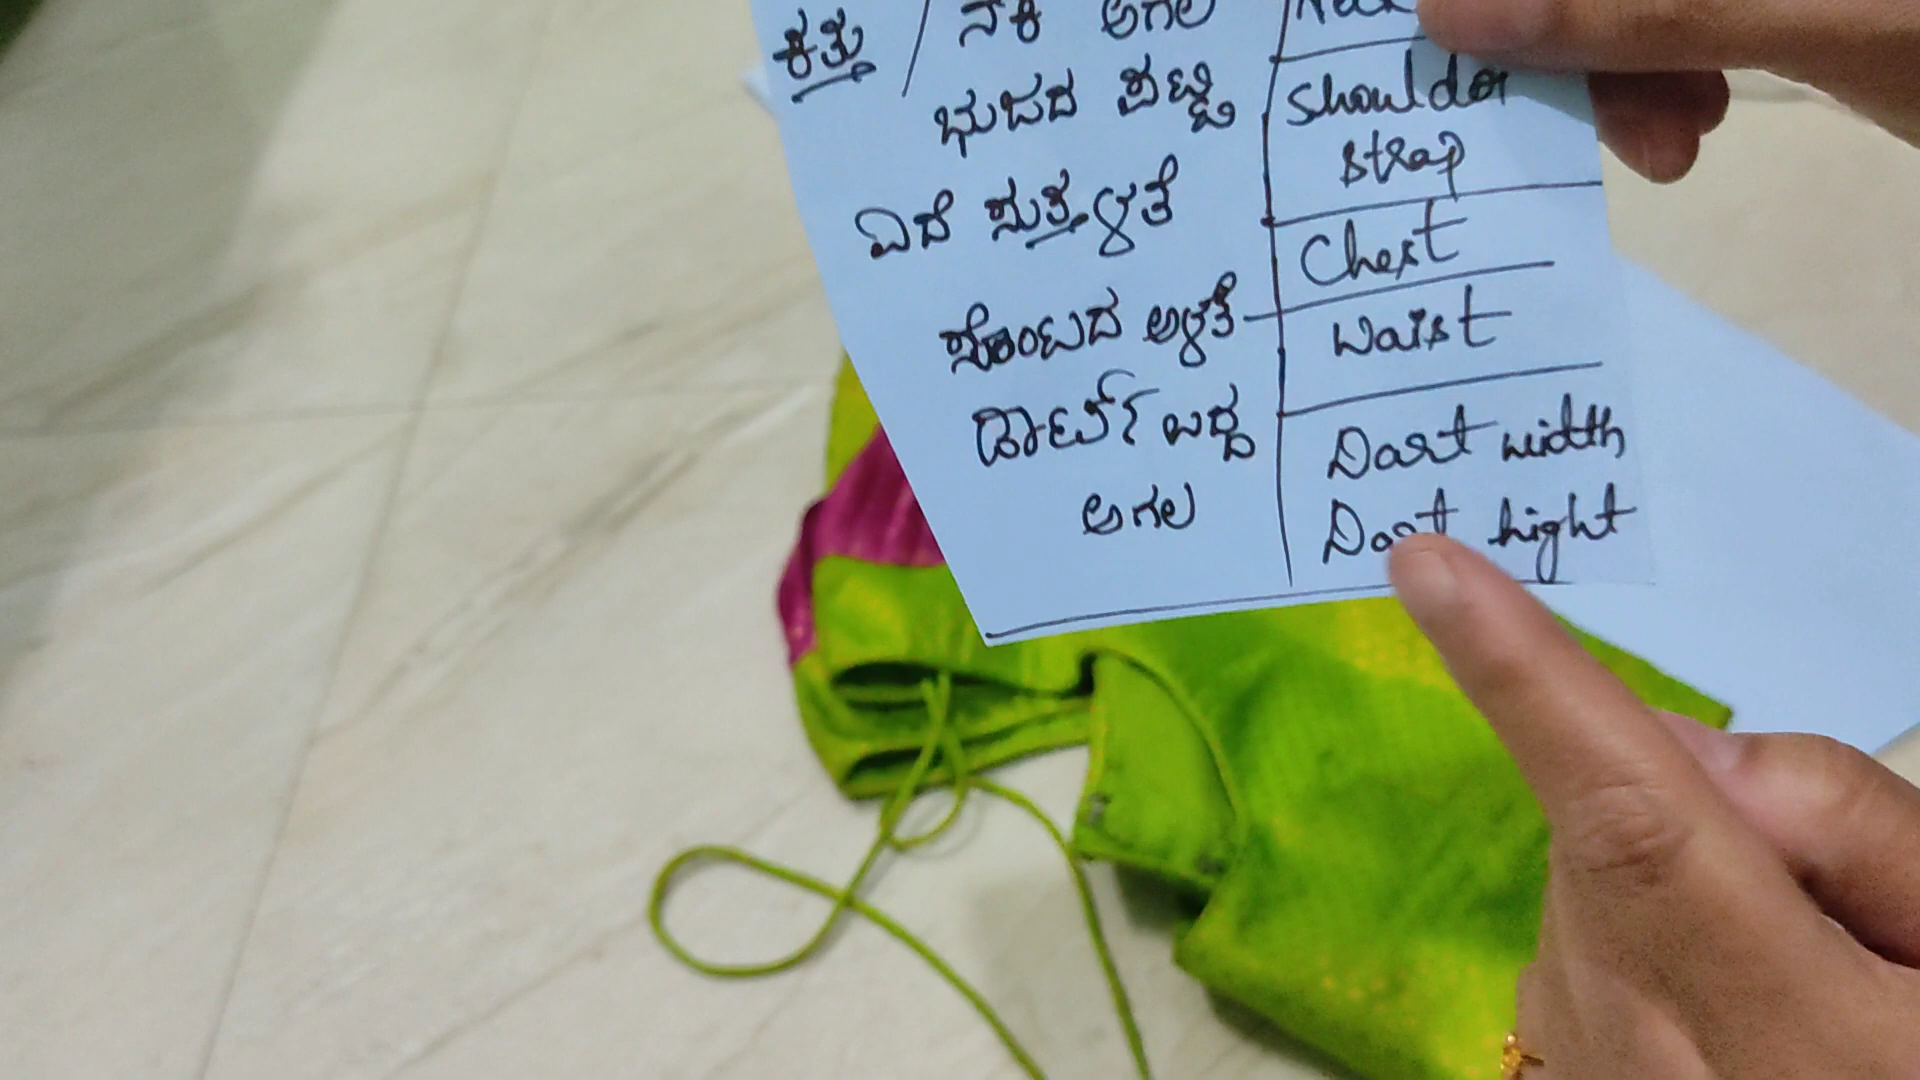 ಕತ್ತು / ನೆಕ ಅಗಲ
ಭುಜದ ಪಟ್ಟಿ Shoulder
strap
ಎದೆ ಸುತ್ತಳತೆ Chest
ಸೊಂಟದ ಅಳತೆ Waist
ಡಾರ್ಟ್ ಉದ್ದ Dart width
ಅಗಲ Dart hight